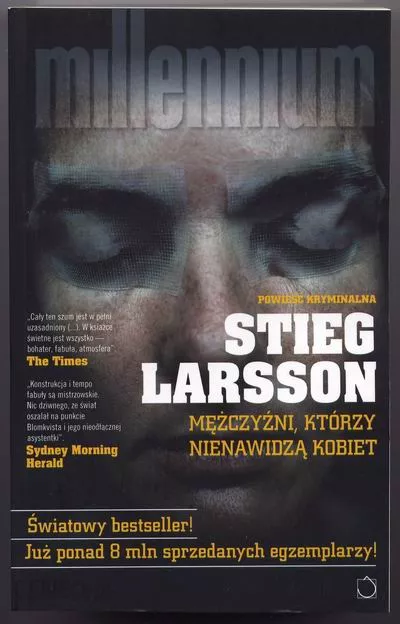 millennium
POWIEŚĆ KRYMINALNA
STIEG
LARSSON
MĘŻCZYŹNI, KTÓRZY
NIENAWIDZĄ KOBIET
„Cały ten szum jest w pełni
uzasadniony (...). W książce
świetne jest wszystko –
bohater, fabuła, atmosfera”.
The Times
„Konstrukcja i tempo
fabuły są mistrzowskie.
Nic dziwnego, że świat
oszalał na punkcie
Blomkvista i jego nieodłącznej
asystentki”.
Sydney Morning
Herald
Światowy bestseller!
Już ponad 8 mln sprzedanych egzemplarzy!